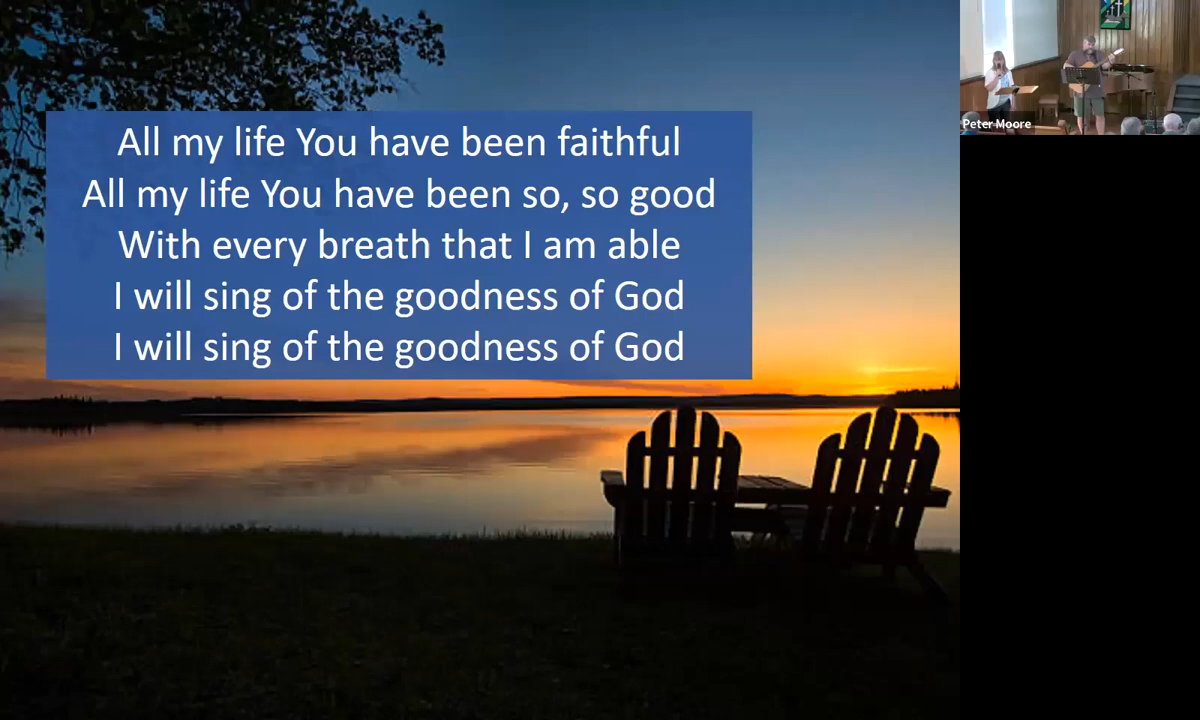 All my life You have been faithful
All my life You have been so, so good
With every breath that I am able
I will sing of the goodness of God
I will sing of the goodness of God
Peter Moore